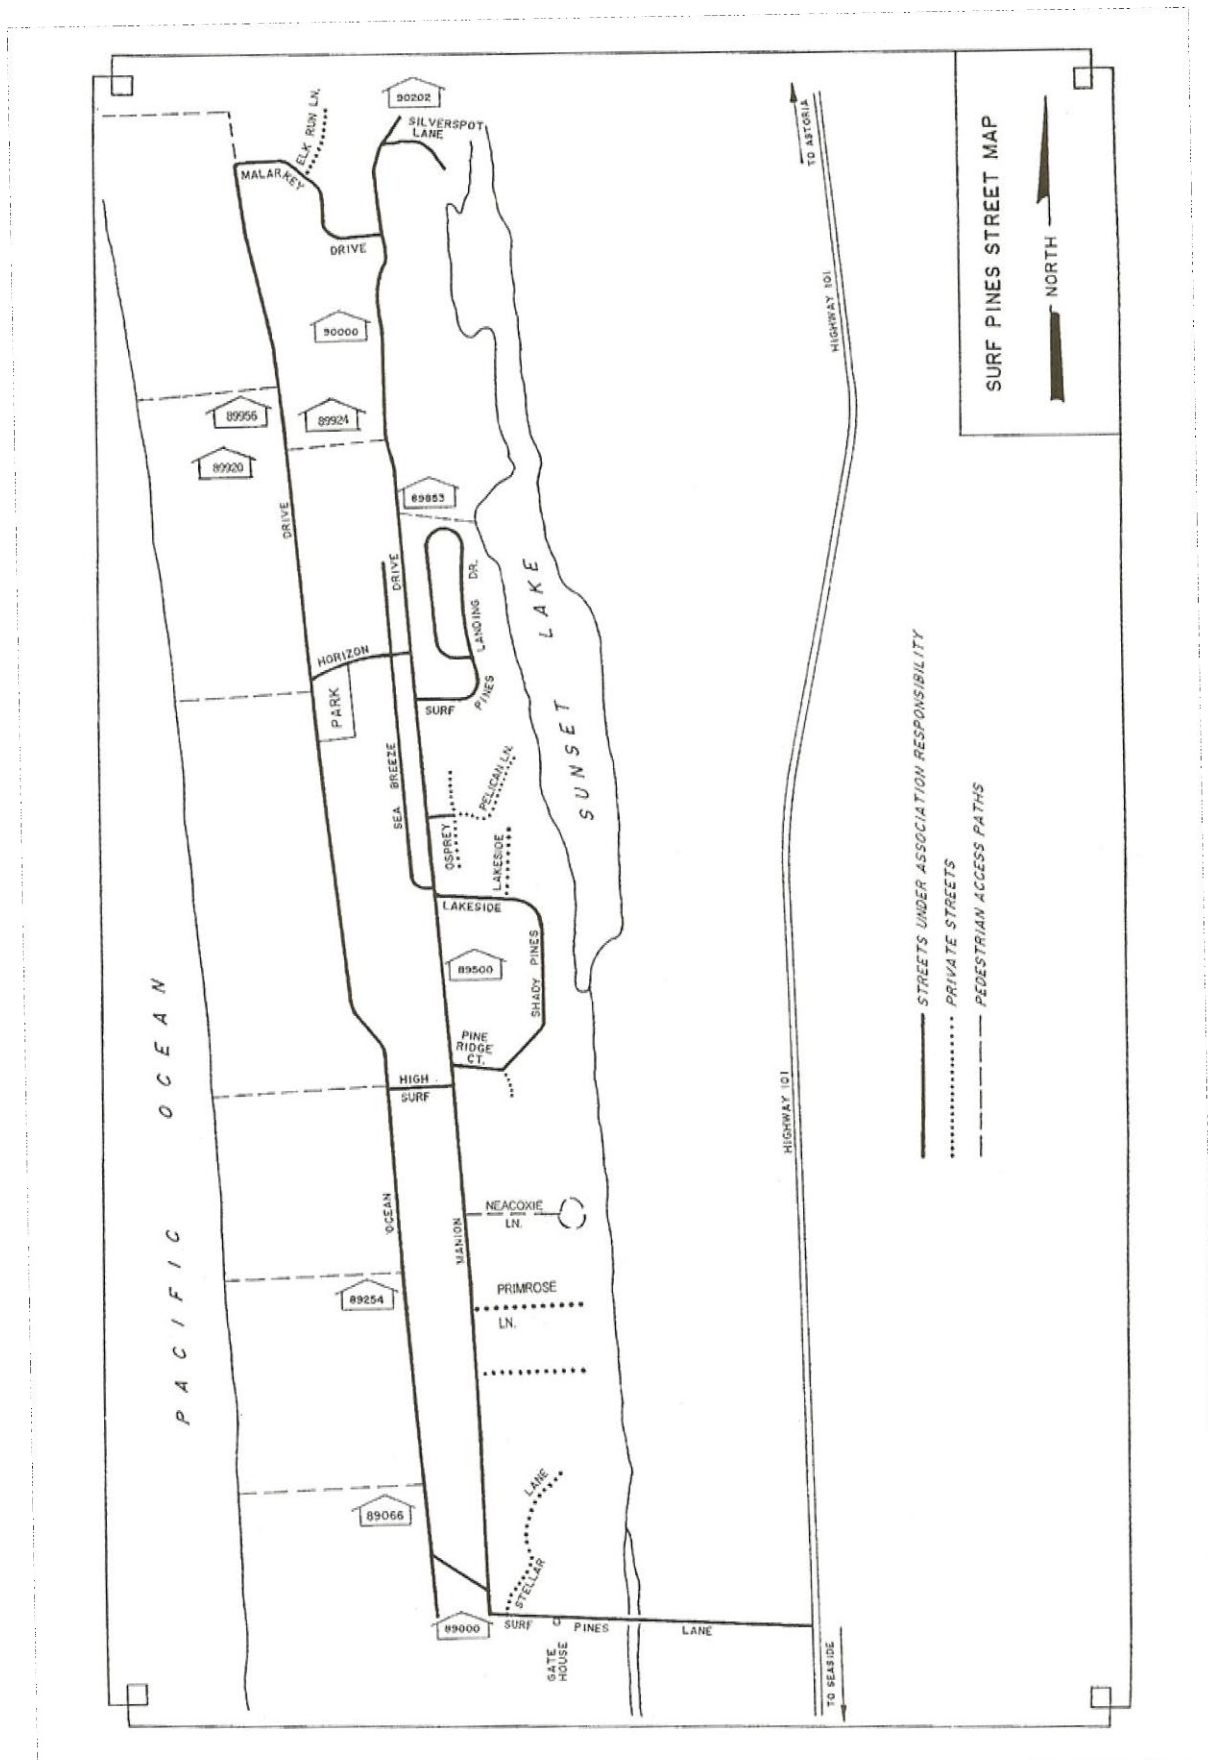 SURF PINES STREET MAP
NORTH
TO ASTORIA
HIGHWAY 101
HIGHWAY 101
TO SEASIDE
PACIFIC OCEAN
SUNSET LAKE
90202
SILVERSPOT
LANE
ELK RUN LN.
MALARKEY
DRIVE
90000
89956
89924
89920
89853
DRIVE
DRIVE
LANDING DR.
HORIZON
PARK
SURF
PINES
SEA BREEZE
PELICAN LN.
OSPREY
LAKESIDE
LAKESIDE
89500
SHADY PINES
PINE
RIDGE
CT.
HIGH
SURF
OCEAN
MANION
NEACOXIE
LN.
PRIMROSE
LN.
89254
89066
STELLAR LANE
89000
SURF PINES LANE
GATE
HOUSE
STREETS UNDER ASSOCIATION RESPONSIBILITY
PRIVATE STREETS
PEDESTRIAN ACCESS PATHS